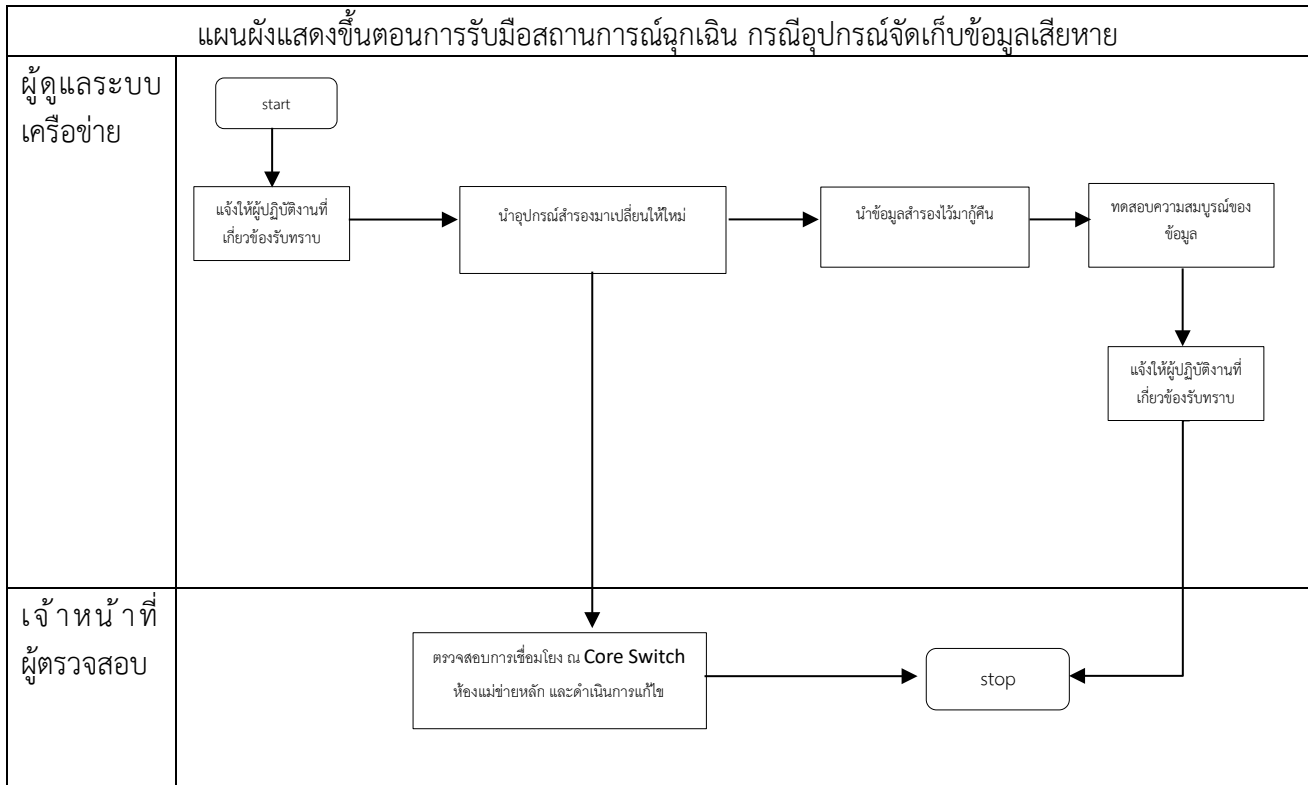 แผนผังแสดงขั้นตอนการรับมือสถานการณ์ฉุกเฉิน กรณีอุปกรณ์จัดเก็บข้อมูลเสียหาย
ผู้ดูแลระบบ
เครือข่าย
start
แจ้งให้ผู้ปฏิบัติงานที่
เกี่ยวข้องรับทราบ
นำอุปกรณ์สำรองมาเปลี่ยนให้ใหม่
นำข้อมูลสำรองไว้มากู้คืน
ทดสอบความสมบูรณ์ของ
ข้อมูล
แจ้งให้ผู้ปฏิบัติงานที่
เกี่ยวข้องรับทราบ
เจ้าหน้าที่
ผู้ตรวจสอบ
ตรวจสอบการเชื่อมโยง ณ Core Switch
ห้องแม่ข่ายหลัก และดำเนินการแก้ไข
stop